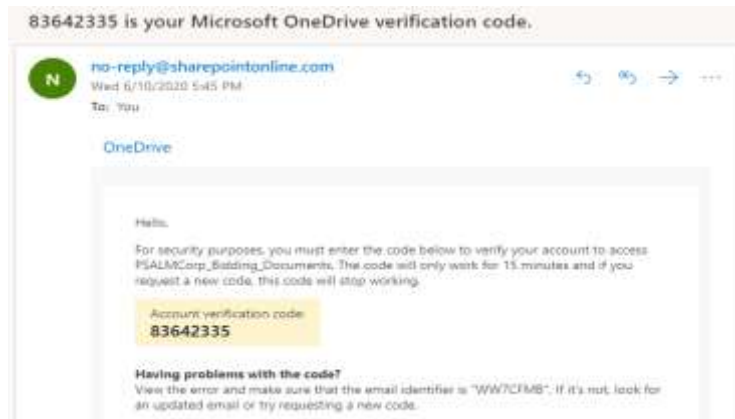 83642335 is your Microsoft OneDrive verification code.
N
no-reply@sharepointonline.com
Wed 6/10/2020 5:45 PM
To: You
OneDrive
Hello,
For security purposes, you must enter the code below to verify your account to access
PSALMCorp_Bidding_Documents. The code will only work for 15 minutes and if you
request a new code, this code will stop working.
Account verification code:
83642335
Having problems with the code?
View the error and make sure that the email identifier is "WW7CFMB". If it's not, look for
an updated email or try requesting a new code.